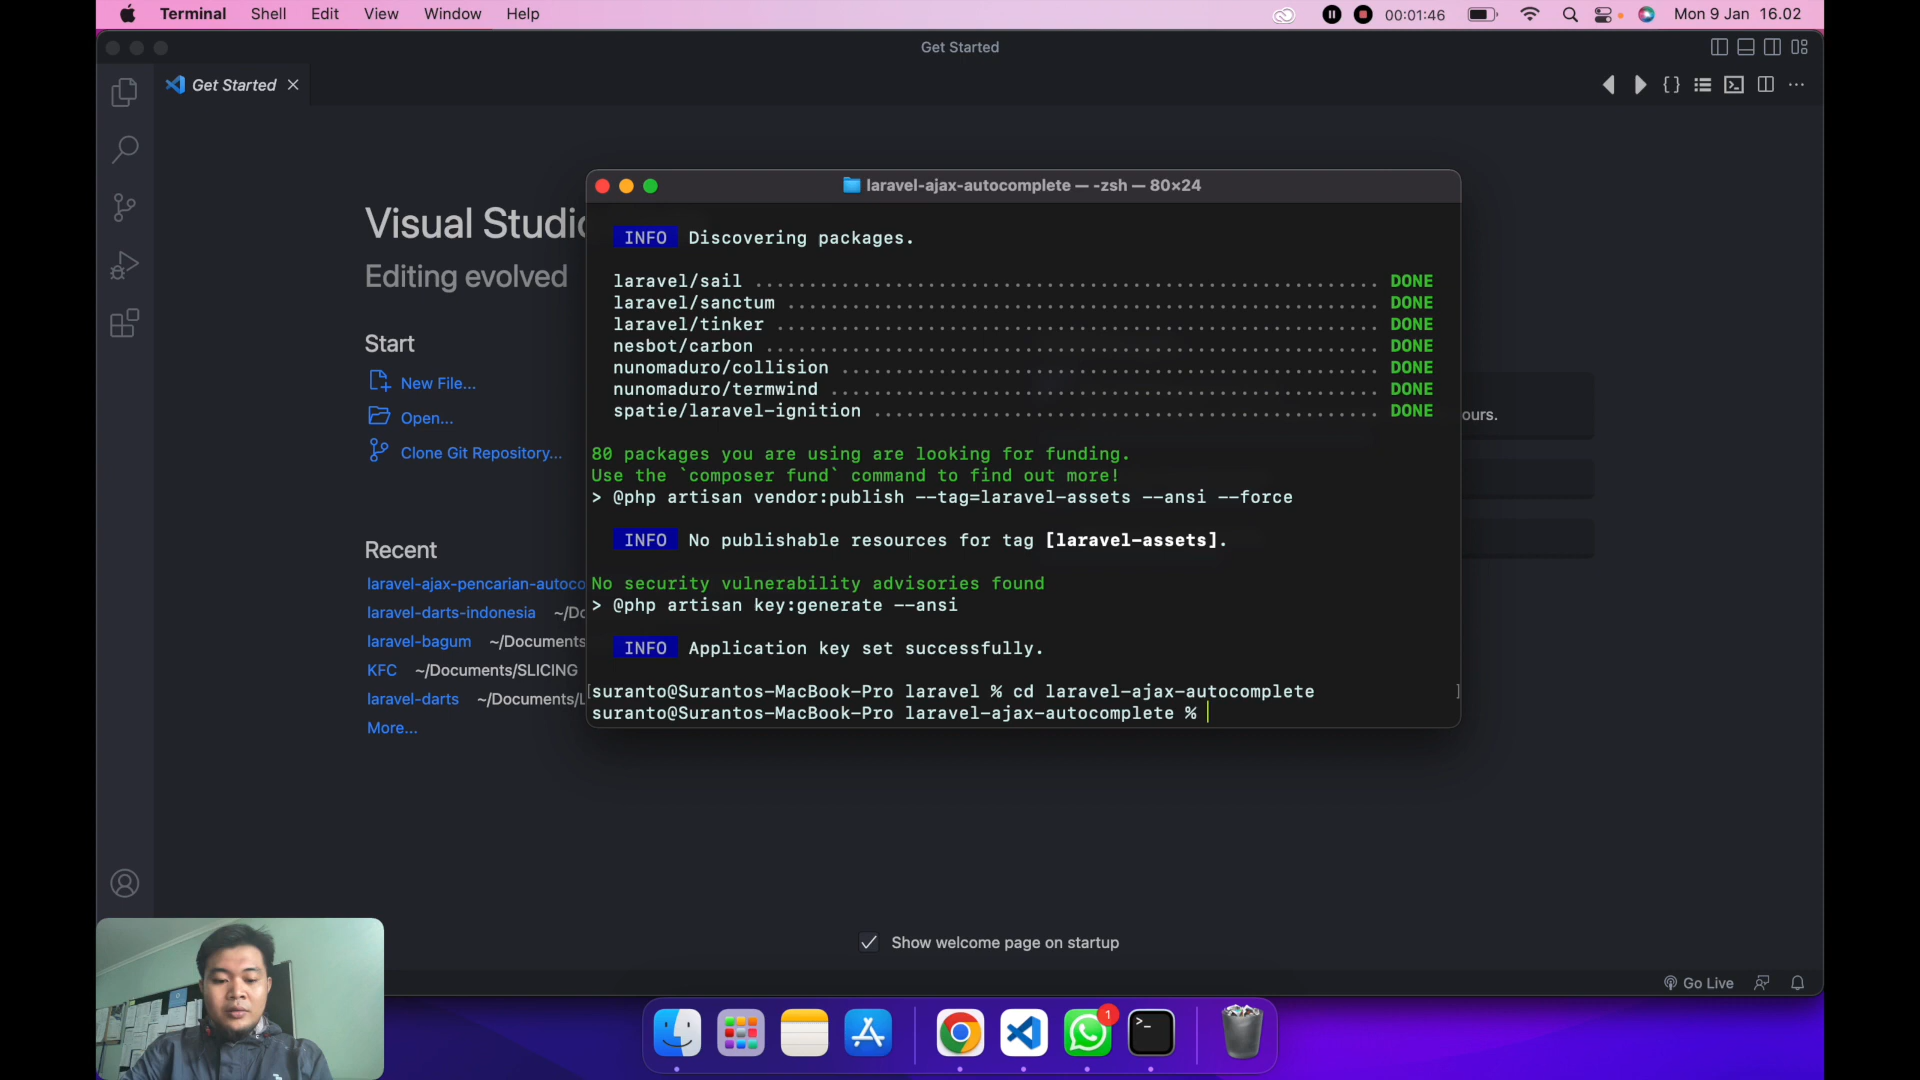 Terminal Shell Edit View Window Help 00:01:46 Mon 9 Jan 16.02
Get Started
Get Started
Visual Studio
Editing evolved
Start
New File...
Open...
Clone Git Repository...
ours.
Recent
laravel-ajax-pencarian-autoco
laravel-darts-indonesia ~/Do
laravel-bagum ~/Documents
KFC ~/Documents/SLICING
laravel-darts ~/Documents/L
More...
Show welcome page on startup
Go Live
laravel-ajax-autocomplete — -zsh — 80×24
INFO Discovering packages.
laravel/sail .......................................................... DONE
laravel/sanctum ....................................................... DONE
laravel/tinker ........................................................ DONE
nesbot/carbon ......................................................... DONE
nunomaduro/collision .................................................. DONE
nunomaduro/termwind ................................................... DONE
spatie/laravel-ignition ............................................... DONE
80 packages you are using are looking for funding.
Use the `composer fund` command to find out more!
> @php artisan vendor:publish --tag=laravel-assets --ansi --force
INFO No publishable resources for tag [laravel-assets].
No security vulnerability advisories found
> @php artisan key:generate --ansi
INFO Application key set successfully.
[suranto@Surantos-MacBook-Pro laravel % cd laravel-ajax-autocomplete ]
suranto@Surantos-MacBook-Pro laravel-ajax-autocomplete %
1